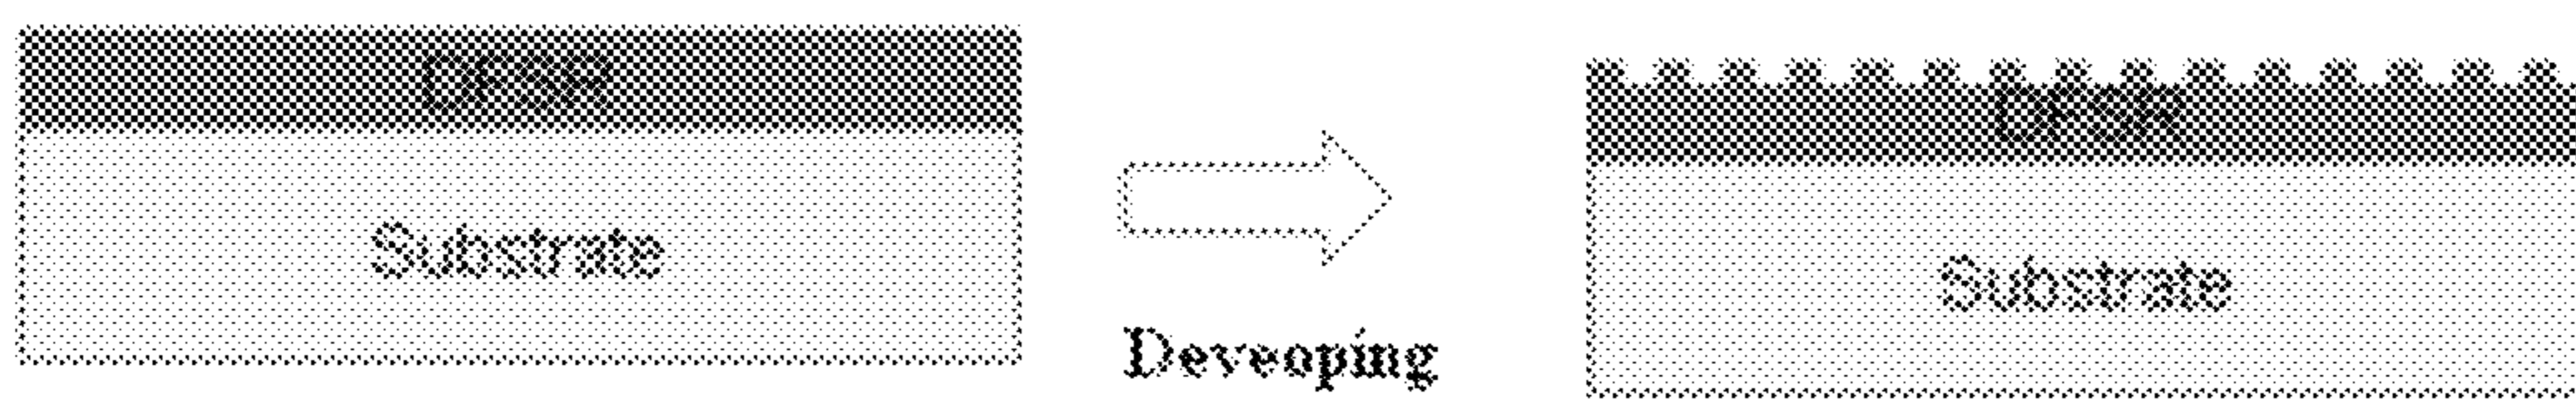 DFSR
Substrate
Deveoping
DFSR
Substrate